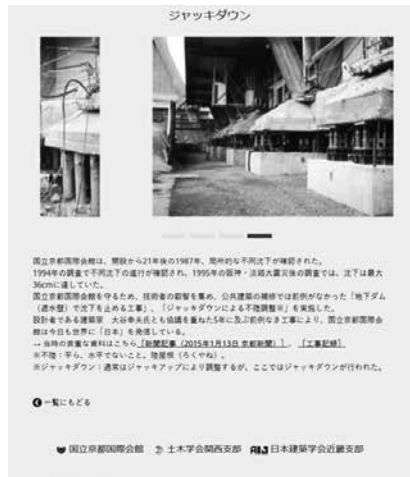 ジャッキダウン
国立京都国際会館は、開設から21年後の1987年、局所的な不同沈下が確認された。
1994年の調査で不同沈下の進行が確認され、1995年の阪神・淡路大震災後の調査では、沈下は最大
36cmに達していた。
国立京都国際会館を守るため、技術者の叡智を集め、公共建築の補修では前例がなかった「地下ダム
(遮水壁)で沈下を止める工事」、「ジャッキダウンによる不陸調整※」を実施した。
設計者である建築家 大谷幸夫氏とも協議を重ねた5年に及ぶ前例なき工事により、国立京都国際会
館は今日も世界に「日本」を発信している。
→ 当時の貴重な資料はこちら [新聞記事(2015年1月13日 京都新聞)] 、 [工事記録]
※不陸:平ら、水平でないこと。陸屋根(ろくやね)。
※ジャッキダウン:通常はジャッキアップにより調整するが、ここではジャッキダウンが行われた。
一覧にもどる
国立京都国際会館 土木学会関西支部 AIJ 日本建築学会近畿支部